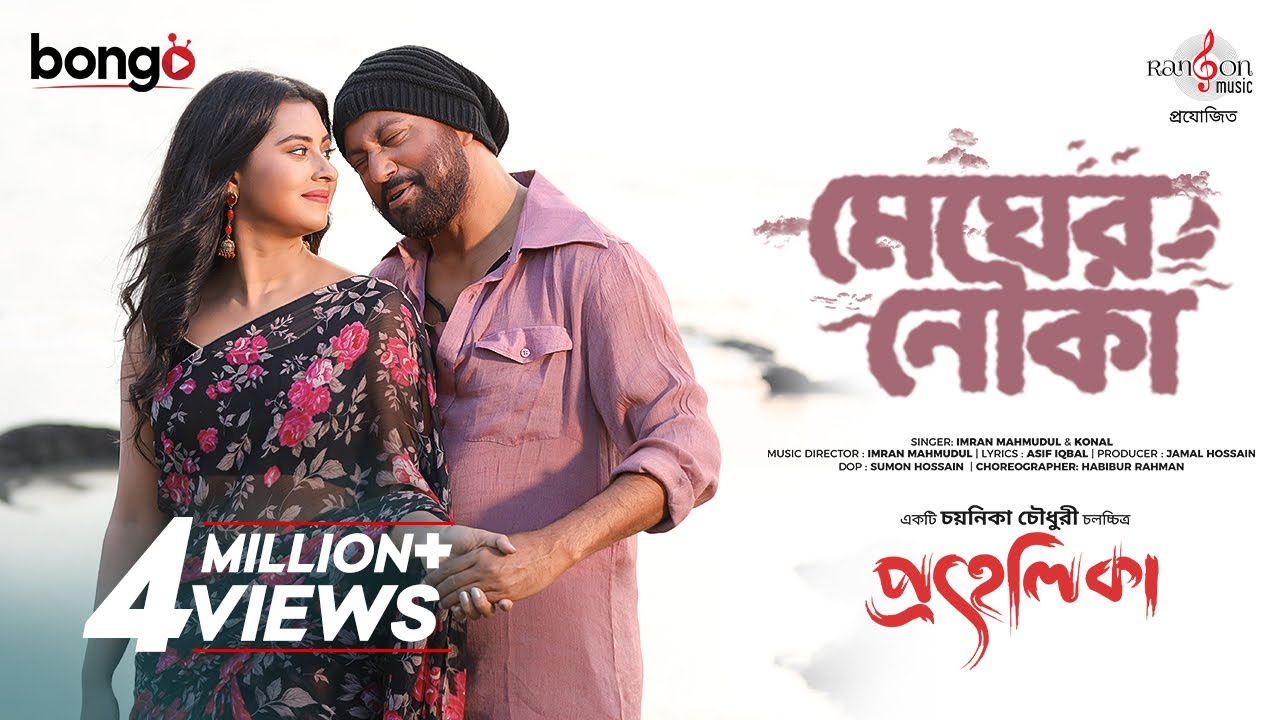 bongo
RanGon
music
প্রযোজিত
মেঘের
নৌকা
SINGER: IMRAN MAHMUDUL & KONAL
MUSIC DIRECTOR : IMRAN MAHMUDUL | LYRICS : ASIF IQBAL | PRODUCER : JAMAL HOSSAIN
DOP : SUMON HOSSAIN | CHOREOGRAPHER: HABIBUR RAHMAN
একটি চয়নিকা চৌধুরী চলচ্চিত্র
প্রহেলিকা
4 MILLION+
VIEWS